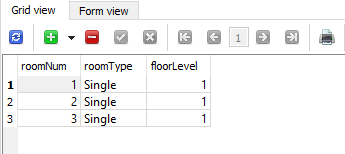 Grid view Form view
1
roomNum roomType floorLevel
1 1 Single 1
2 2 Single 1
3 3 Single 1